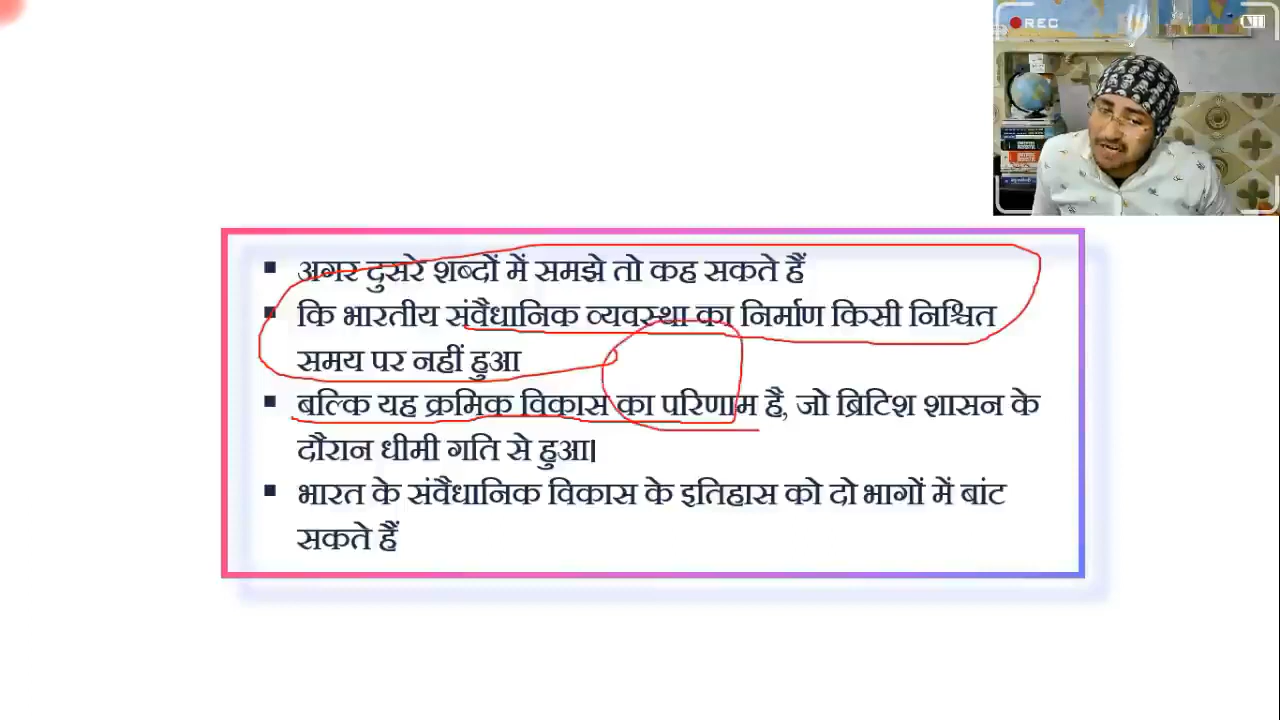 REC
अगर दुसरे शब्दों में समझे तो कह सकते हैं
कि भारतीय संवैधानिक व्यवस्था का निर्माण किसी निश्चित
समय पर नहीं हुआ
बल्कि यह क्रमिक विकास का परिणाम है, जो ब्रिटिश शासन के
दौरान धीमी गति से हुआ।
भारत के संवैधानिक विकास के इतिहास को दो भागों में बांट
सकते हैं